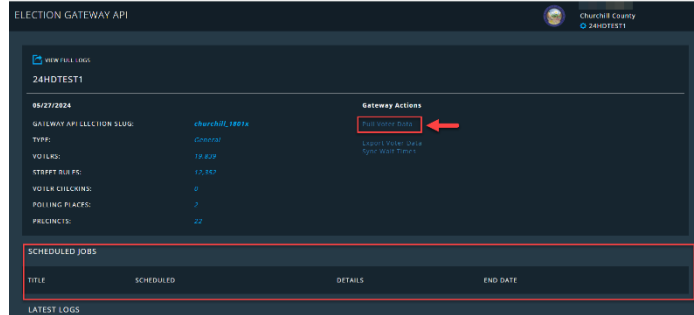 ELECTION GATEWAY API
Churchill County
24HDTEST1
VIEW FULL LOGS
24HDTEST1
05/27/2024
Gateway Actions
GATEWAY API ELECTION SLUG: churchill_1801s
Pull Voter Data
TYPE: General
Export Voter Data
VOTERS: 19,839
Sync Wait Times
STREET RULES: 12,352
VOTER CHECKINS: 0
POLLING PLACES: 2
PRECINCTS: 22
SCHEDULED JOBS
TITLE SCHEDULED DETAILS END DATE
LATEST LOGS